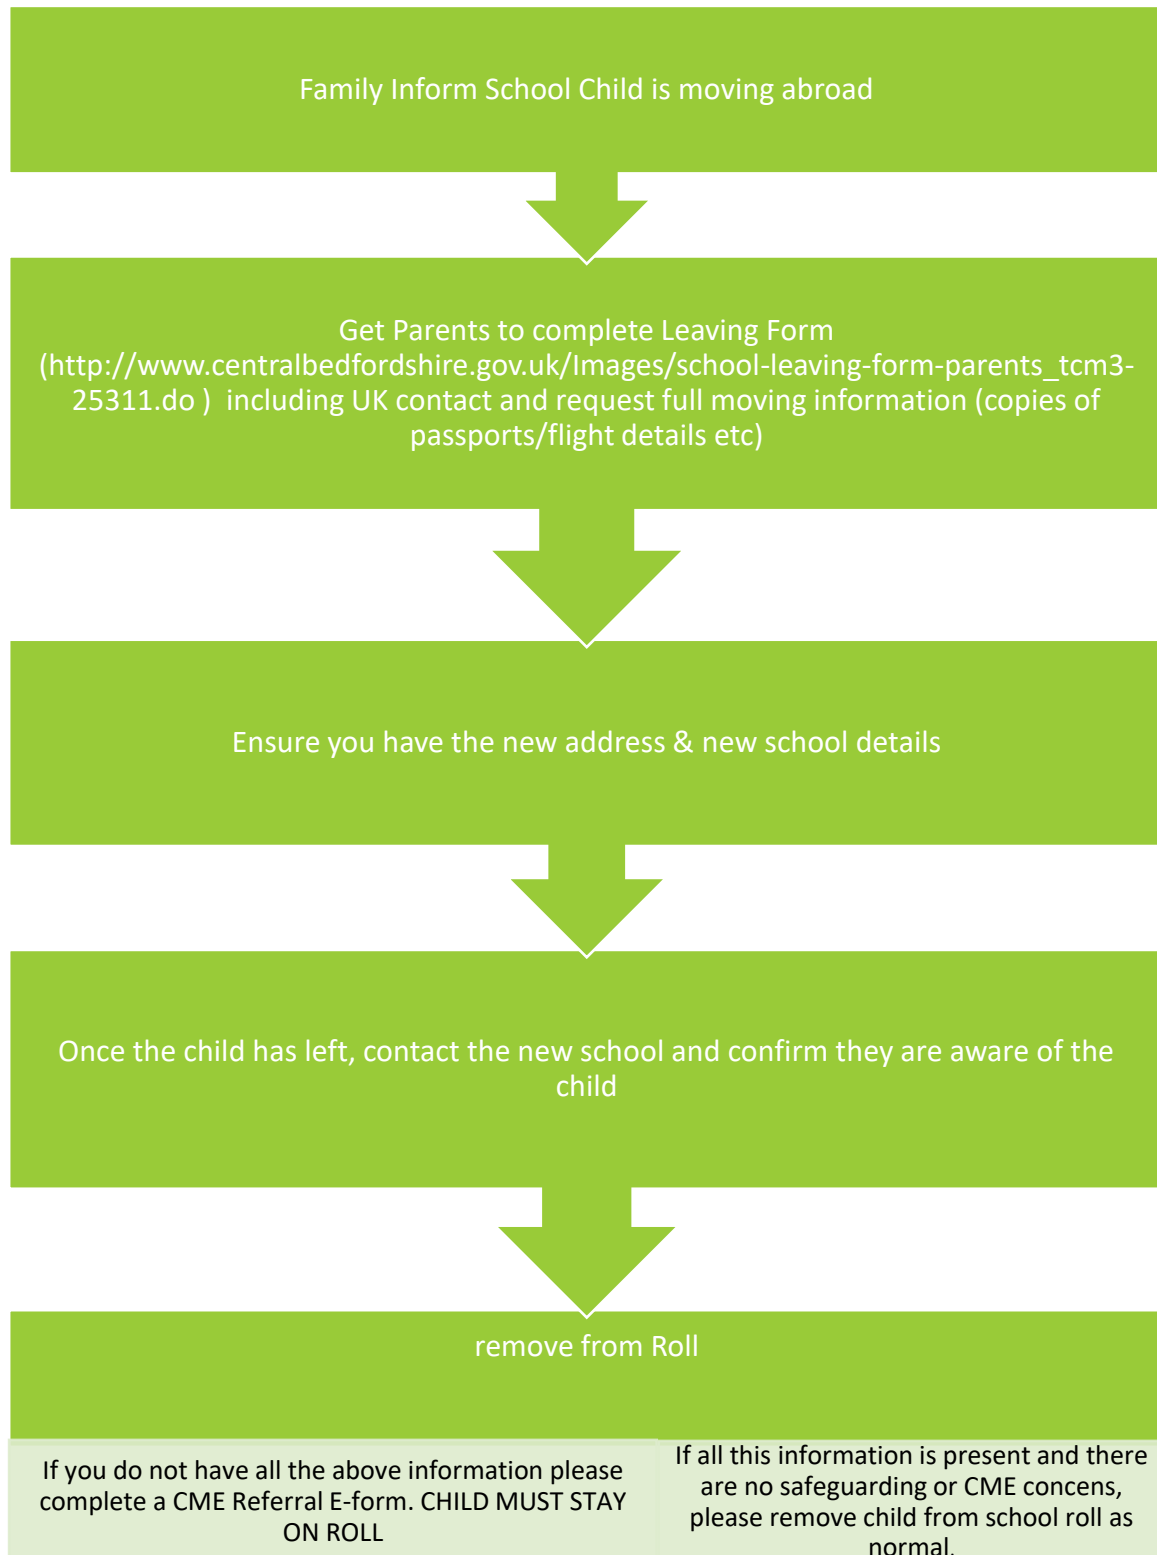 Family Inform School Child is moving abroad
Get Parents to complete Leaving Form
(http://www.centralbedfordshire.gov.uk/Images/school-leaving-form-parents_tcm3-
25311.do ) including UK contact and request full moving information (copies of
passports/flight details etc)
Ensure you have the new address & new school details
Once the child has left, contact the new school and confirm they are aware of the
child
remove from Roll
If you do not have all the above information please
complete a CME Referral E-form. CHILD MUST STAY
ON ROLL
If all this information is present and there
are no safeguarding or CME concens,
please remove child from school roll as
normal.